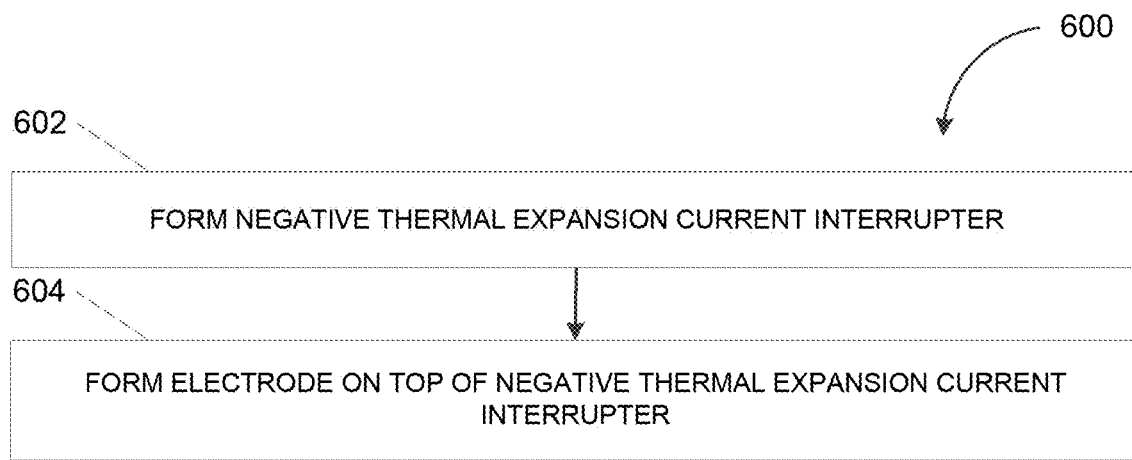 600
602
FORM NEGATIVE THERMAL EXPANSION CURRENT INTERRUPTER
604
FORM ELECTRODE ON TOP OF NEGATIVE THERMAL EXPANSION CURRENT
INTERRUPTER